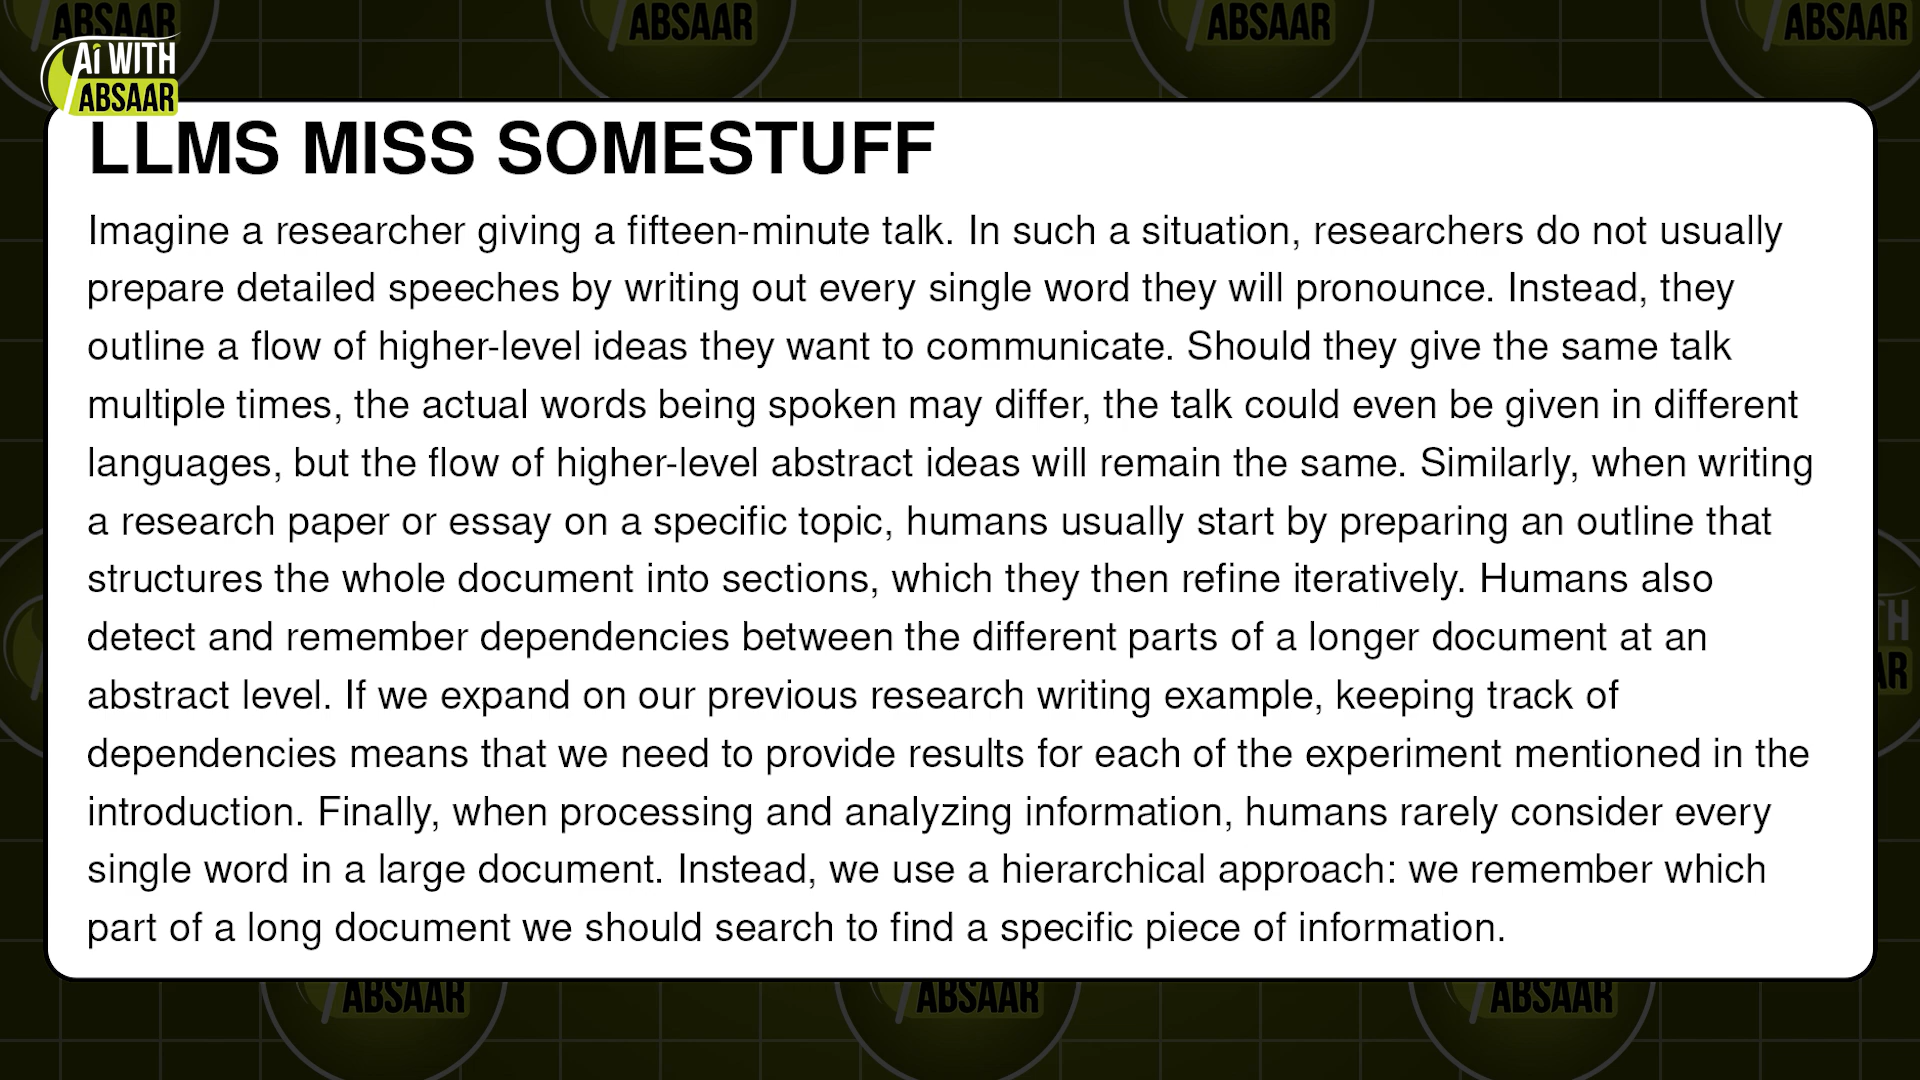 ABSAAR
ABSAAR
ABSAAR
ABSAAR
Ai WITH
ABSAAR
LLMS MISS SOMESTUFF
Imagine a researcher giving a fifteen-minute talk. In such a situation, researchers do not usually
prepare detailed speeches by writing out every single word they will pronounce. Instead, they
outline a flow of higher-level ideas they want to communicate. Should they give the same talk
multiple times, the actual words being spoken may differ, the talk could even be given in different
languages, but the flow of higher-level abstract ideas will remain the same. Similarly, when writing
a research paper or essay on a specific topic, humans usually start by preparing an outline that
structures the whole document into sections, which they then refine iteratively. Humans also
detect and remember dependencies between the different parts of a longer document at an
abstract level. If we expand on our previous research writing example, keeping track of
dependencies means that we need to provide results for each of the experiment mentioned in the
introduction. Finally, when processing and analyzing information, humans rarely consider every
single word in a large document. Instead, we use a hierarchical approach: we remember which
part of a long document we should search to find a specific piece of information.
ABSAAR
ABSAAR
ABSAAR